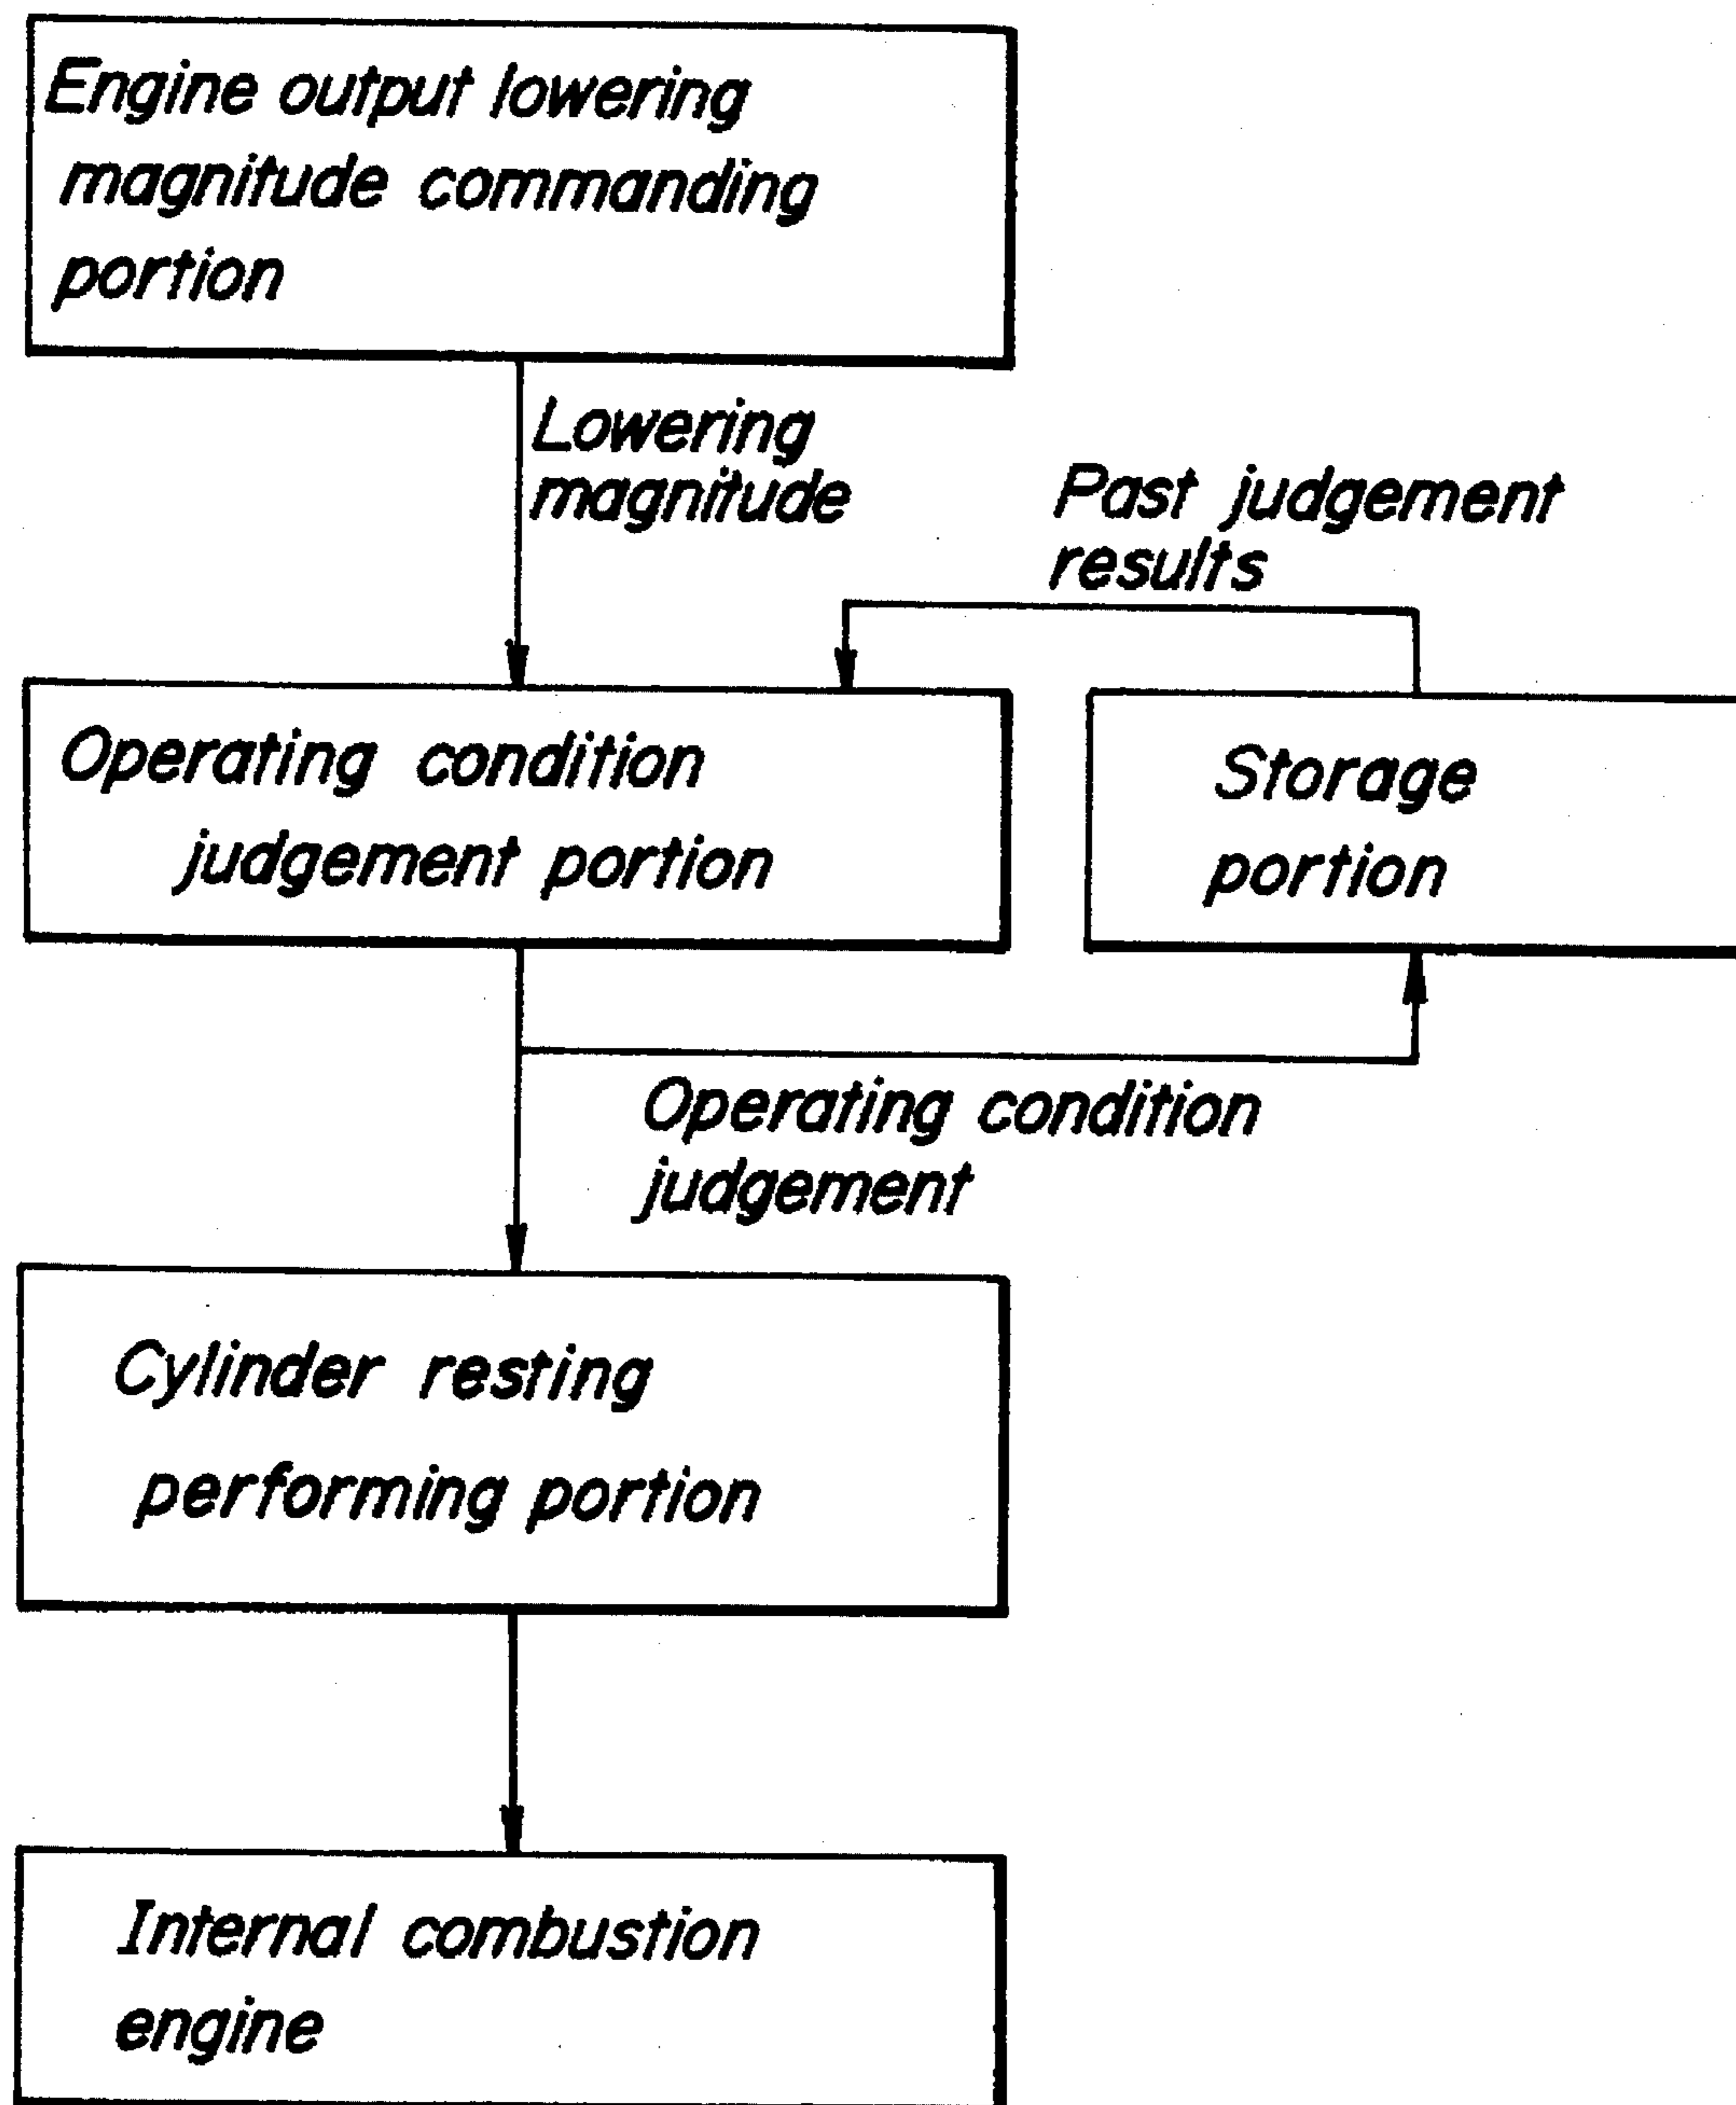 Engine output lowering
magnitude commanding
portion
Lowering
magnitude
Past judgement
results
Operating condition
judgement portion
Storage
portion
Operating condition
judgement
Cylinder resting
performing portion
Internal combustion
engine